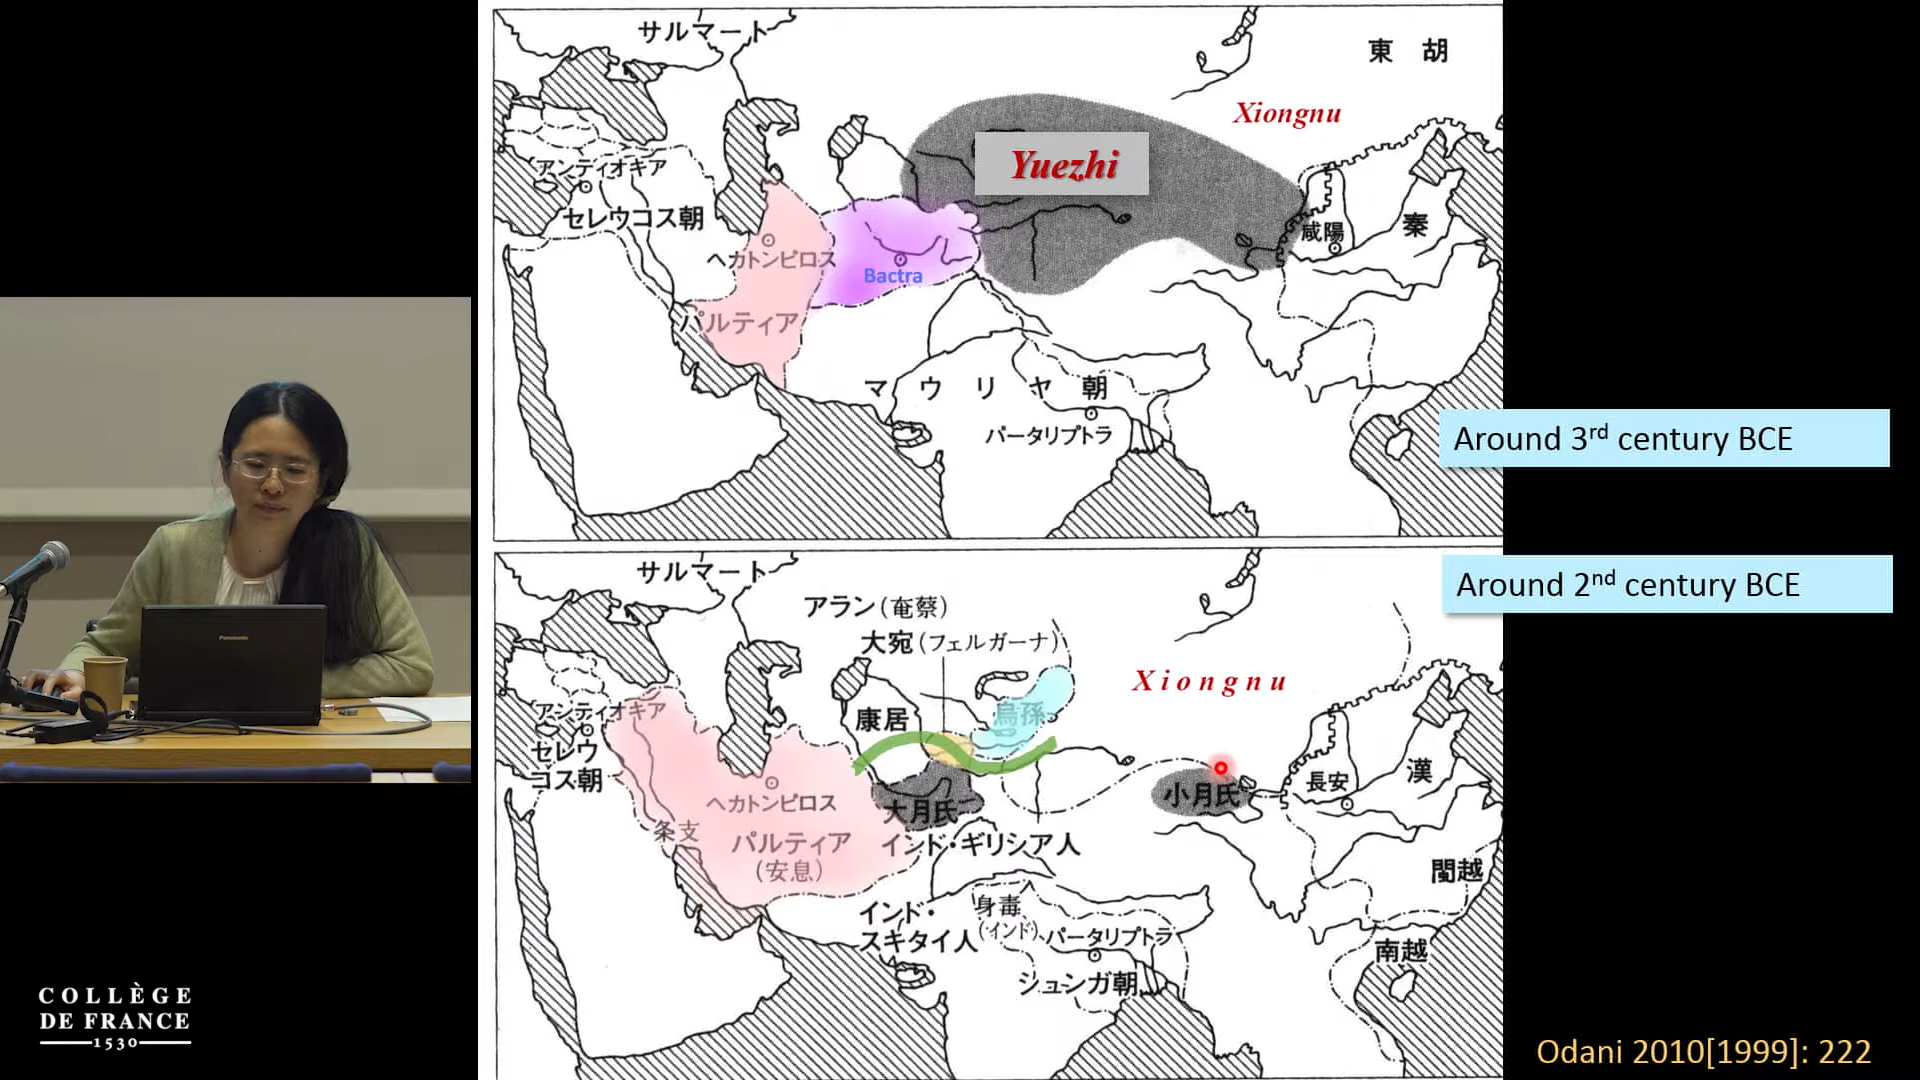 サルマート
東 胡
Xiongnu
Yuezhi
アンティオキア
セレウコス朝
咸陽
秦
ヘカトンピロス
Bactra
パルティア
マ ウ リ ヤ 朝
パータリプトラ
Around 3rd century BCE
Around 2nd century BCE
サルマート
アラン(奄蔡)
大宛(フェルガーナ)
Xiongnu
アンティオキア
康居
烏孫
セレウ
コス朝
長安
漢
ヘカトンピロス
大月氏
小月氏
条支
パルティア
(安息)
インド・ギリシア人
閩越
インド・
スキタイ人
身毒
(インド)
パータリプトラ
南越
シュンガ朝
Panasonic
COLLÈGE
DE FRANCE
1530
Odani 2010[1999]: 222